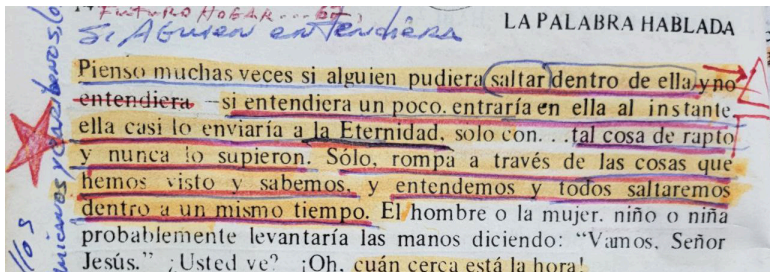 FUTURO HOGAR... 67,
LA PALABRA HABLADA
Si Alguien entendiera
Pienso muchas veces si alguien pudiera saltar dentro de ella y no
entendiera —si entendiera un poco, entraría en ella al instante
ella casi lo enviaría a la Eternidad, solo con. . . tal cosa de rapto
y nunca lo supieron. Sólo, rompa a través de las cosas que
hemos visto y sabemos, y entendemos y todos saltaremos
dentro a un mismo tiempo. El hombre o la mujer, niño o niña
probablemente levantaría las manos diciendo: “Vamos, Señor
Jesús.” ¿Usted ve? ¡Oh, cuán cerca está la hora!